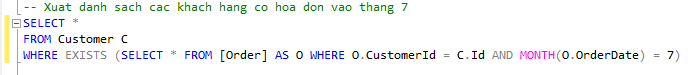 -- Xuat danh sach cac khach hang co hoa don vao thang 7
SELECT *
FROM Customer C
WHERE EXISTS (SELECT * FROM [Order] AS O WHERE O.CustomerId = C.Id AND MONTH(O.OrderDate) = 7)